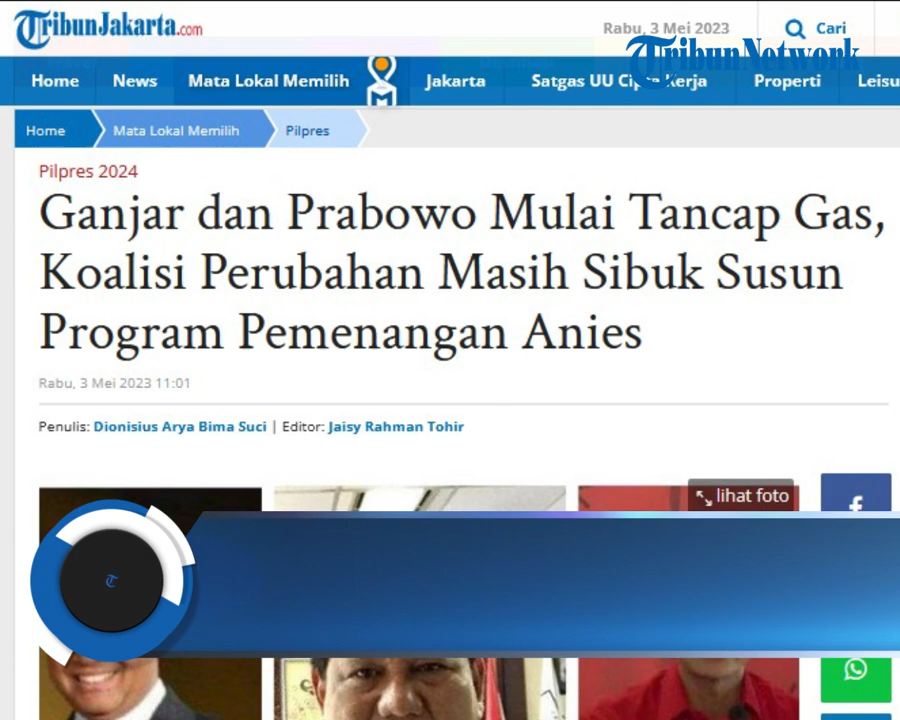 TribunJakarta.com
Rabu, 3 Mei 2023
Cari
TribunNetwork
Home
News
Mata Lokal Memilih
Jakarta
Satgas UU Cipta Kerja
Properti
Leisu
Home
Mata Lokal Memilih
Pilpres
Pilpres 2024
Ganjar dan Prabowo Mulai Tancap Gas,
Koalisi Perubahan Masih Sibuk Susun
Program Pemenangan Anies
Rabu, 3 Mei 2023 11:01
Penulis: Dionisius Arya Bima Suci | Editor: Jaisy Rahman Tohir
lihat foto
f
T